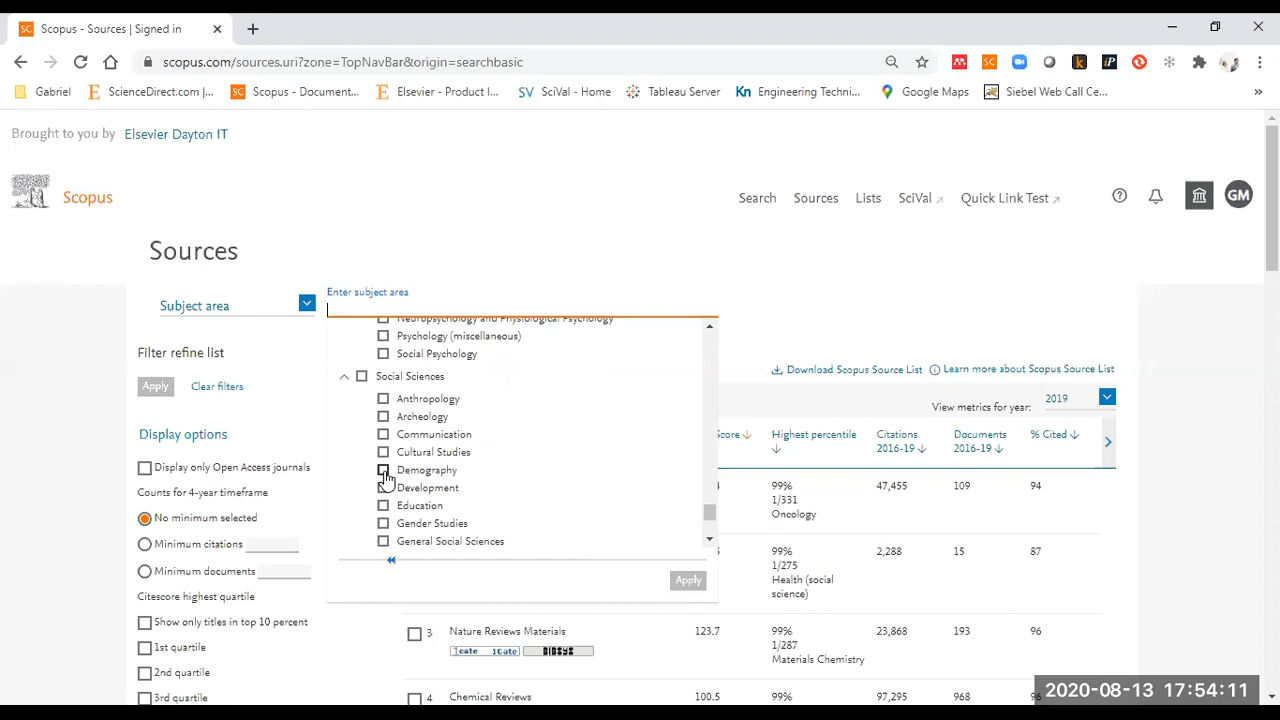 Scopus - Sources | Signed in
scopus.com/sources.uri?zone=TopNavBar&origin=searchbasic
Gabriel ScienceDirect.com |... Scopus - Document... Elsevier - Product I... SciVal - Home Tableau Server Engineering Techni... Google Maps Siebel Web Call Ce...
Brought to you by Elsevier Dayton IT
Scopus
Search Sources Lists SciVal Quick Link Test GM
Sources
Enter subject area
Subject area
Neuropsychology and Physiological Psychology
Psychology (miscellaneous)
Social Psychology
Social Sciences
Anthropology
Archeology
Communication
Cultural Studies
Demography
Development
Education
Gender Studies
General Social Sciences
Apply
Filter refine list
Apply Clear filters
Display options
Display only Open Access journals
Counts for 4-year timeframe
No minimum selected
Minimum citations
Minimum documents
Citescore highest quartile
Show only titles in top 10 percent
1st quartile
2nd quartile
3rd quartile
Download Scopus Source List Learn more about Scopus Source List
View metrics for year: 2019
Score Highest percentile Citations 2016-19 Documents 2016-19 % Cited
99% 47,455 109 94
1/331
Oncology
99% 2,288 15 87
1/275
Health (social
science)
3 Nature Reviews Materials 123.7 99% 23,868 193 96
1/287
Materials Chemistry
4 Chemical Reviews 100.5 99% 97,295 968
2020-08-13 17:54:11